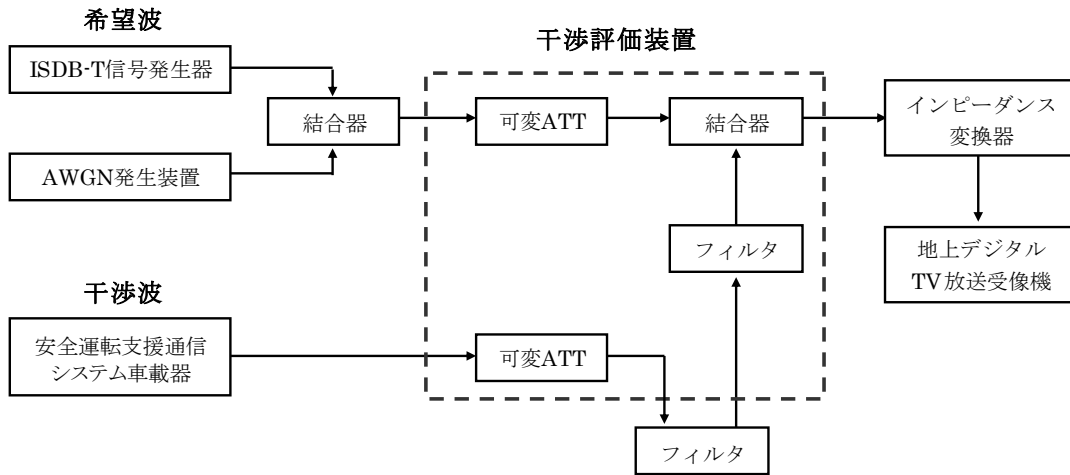 希望波
ISDB-T信号発生器
結合器
AWGN発生装置
干渉評価装置
可変ATT
結合器
インピーダンス
変換器
フィルタ
地上デジタル
TV放送受像機
干渉波
安全運転支援通信
システム車載器
可変ATT
フィルタ